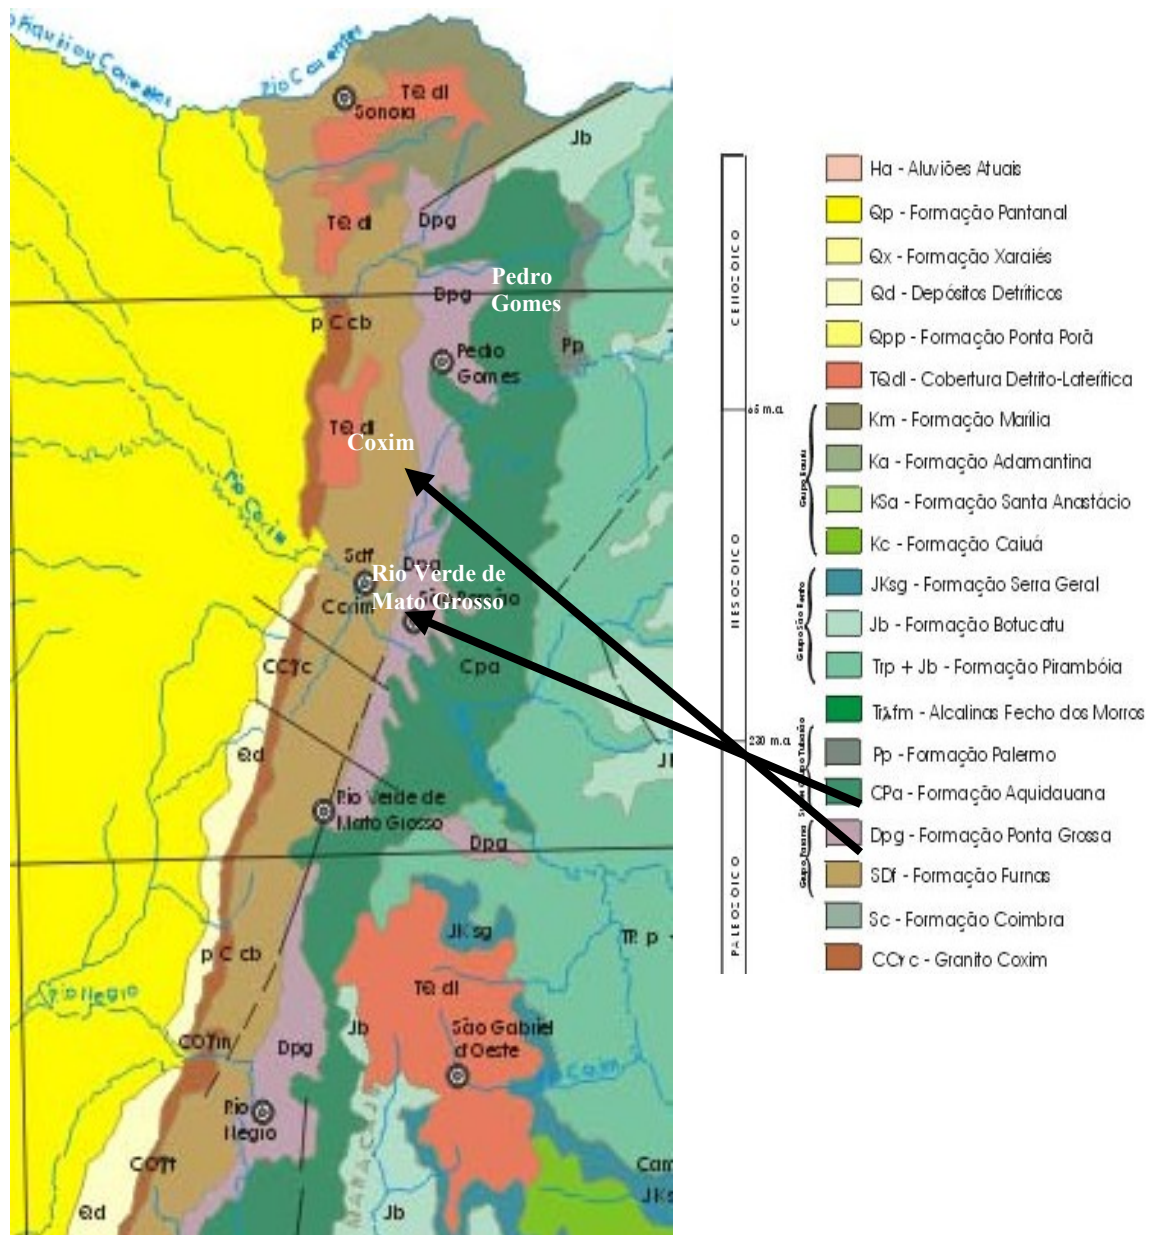 TQ dl
Sonora
Jb
TQ dl
Dpg
Pedro
Gomes
Dpg
p C cb
Pp
Pedro
Gomes
TQ dl
Coxim
Sdf
Dpg
Rio Verde de
Mato Grosso
Cpa
Qd
Rio Verde de
Mato Grosso
Dpg
JKsg
p C cb
TQ dl
Rio Negro
São Gabriel
d'Oeste
Jb
Dpg
Rio
Negro
Qd
Jb
CENOZOICO
65 m.a.
MESOZOICO
230 m.a.
PALEOZOICO
Ha - Aluviões Atuais
Qp - Formação Pantanal
Qx - Formação Xaraiés
Qd - Depósitos Detríticos
Qpp - Formação Ponta Porã
TQdl - Cobertura Detrito-Laterítica
Km - Formação Marília
Ka - Formação Adamantina
KSa - Formação Santa Anastácio
Kc - Formação Caiuá
JKsg - Formação Serra Geral
Jb - Formação Botucatu
Trp + Jb - Formação Pirambóia
Trλfm - Alcalinas Fecho dos Morros
Pp - Formação Palermo
CPa - Formação Aquidauana
Dpg - Formação Ponta Grossa
SDf - Formação Furnas
Sc - Formação Coimbra
CCγc - Granito Coxim